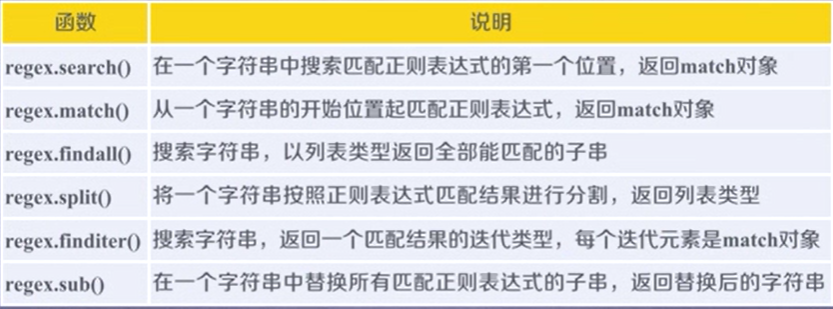 函数 说明
regex.search() 在一个字符串中搜索匹配正则表达式的第一个位置，返回match对象
regex.match() 从一个字符串的开始位置起匹配正则表达式，返回match对象
regex.findall() 搜索字符串，以列表类型返回全部能匹配的子串
regex.split() 将一个字符串按照正则表达式匹配结果进行分割，返回列表类型
regex.finditer() 搜索字符串，返回一个匹配结果的迭代类型，每个迭代元素是match对象
regex.sub() 在一个字符串中替换所有匹配正则表达式的子串，返回替换后的字符串